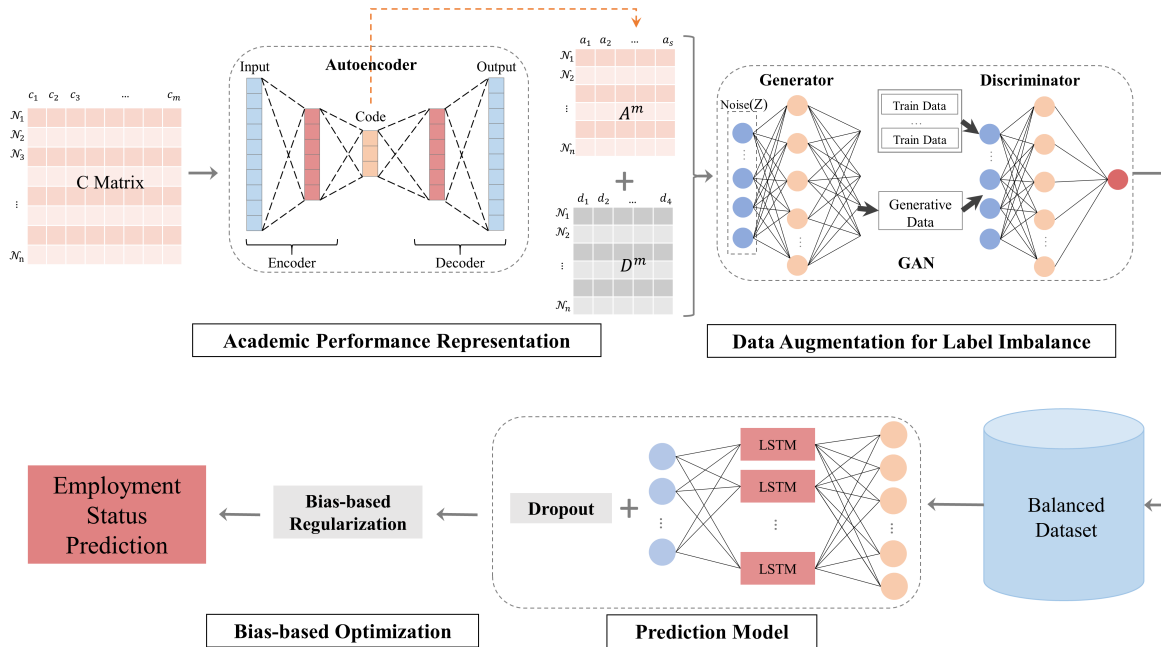 c₁ c₂ c₃ ... cₘ
𝒩₁
𝒩₂
𝒩₃
⋮
𝒩ₙ
C Matrix
Autoencoder
Input
Output
Code
Encoder
Decoder
a₁ a₂ ... aₛ
𝒩₁
𝒩₂
⋮
𝒩ₙ
Aᵐ
+
d₁ d₂ ... d₄
𝒩₁
𝒩₂
⋮
𝒩ₙ
Dᵐ
Generator
Discriminator
Noise(Z)
Train Data
...
Train Data
Generative
Data
GAN
Academic Performance Representation
Data Augmentation for Label Imbalance
Employment
Status
Prediction
Bias-based
Regularization
Dropout
+
LSTM
LSTM
⋮
LSTM
Balanced
Dataset
Bias-based Optimization
Prediction Model